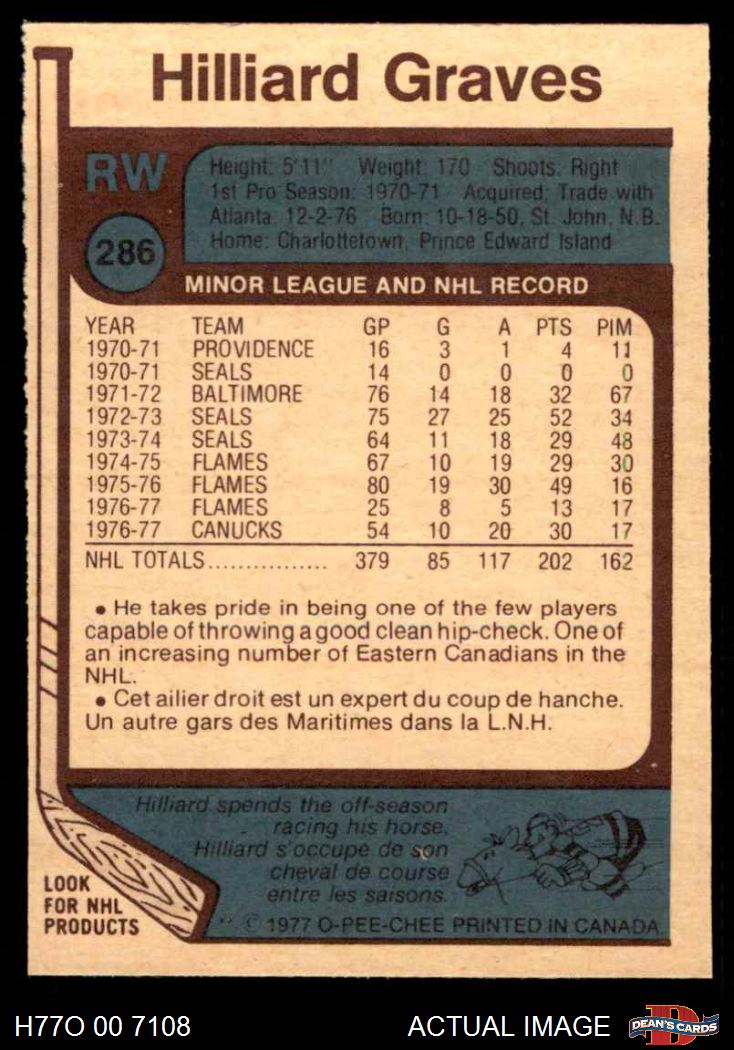 Hilliard Graves
RW
286
Height: 5'11" Weight: 170 Shoots: Right
1st Pro Season: 1970-71 Acquired: Trade with
Atlanta, 12-2-76 Born: 10-18-50, St. John, N.B.
Home: Charlottetown, Prince Edward Island
MINOR LEAGUE AND NHL RECORD
YEAR TEAM GP G A PTS PIM
1970-71 PROVIDENCE 16 3 1 4 11
1970-71 SEALS 14 0 0 0 0
1971-72 BALTIMORE 76 14 18 32 67
1972-73 SEALS 75 27 25 52 34
1973-74 SEALS 64 11 18 29 48
1974-75 FLAMES 67 10 19 29 30
1975-76 FLAMES 80 19 30 49 16
1976-77 FLAMES 25 8 5 13 17
1976-77 CANUCKS 54 10 20 30 17
NHL TOTALS................ 379 85 117 202 162
• He takes pride in being one of the few players
capable of throwing a good clean hip-check. One of
an increasing number of Eastern Canadians in the
NHL.
• Cet ailier droit est un expert du coup de hanche.
Un autre gars des Maritimes dans la L.N.H.
Hilliard spends the off-season
racing his horse.
Hilliard s'occupe de son
cheval de course
entre les saisons.
LOOK
FOR NHL
PRODUCTS
** © 1977 O-PEE-CHEE PRINTED IN CANADA
H77O 00 7108
ACTUAL IMAGE
D
DEAN'S CARDS